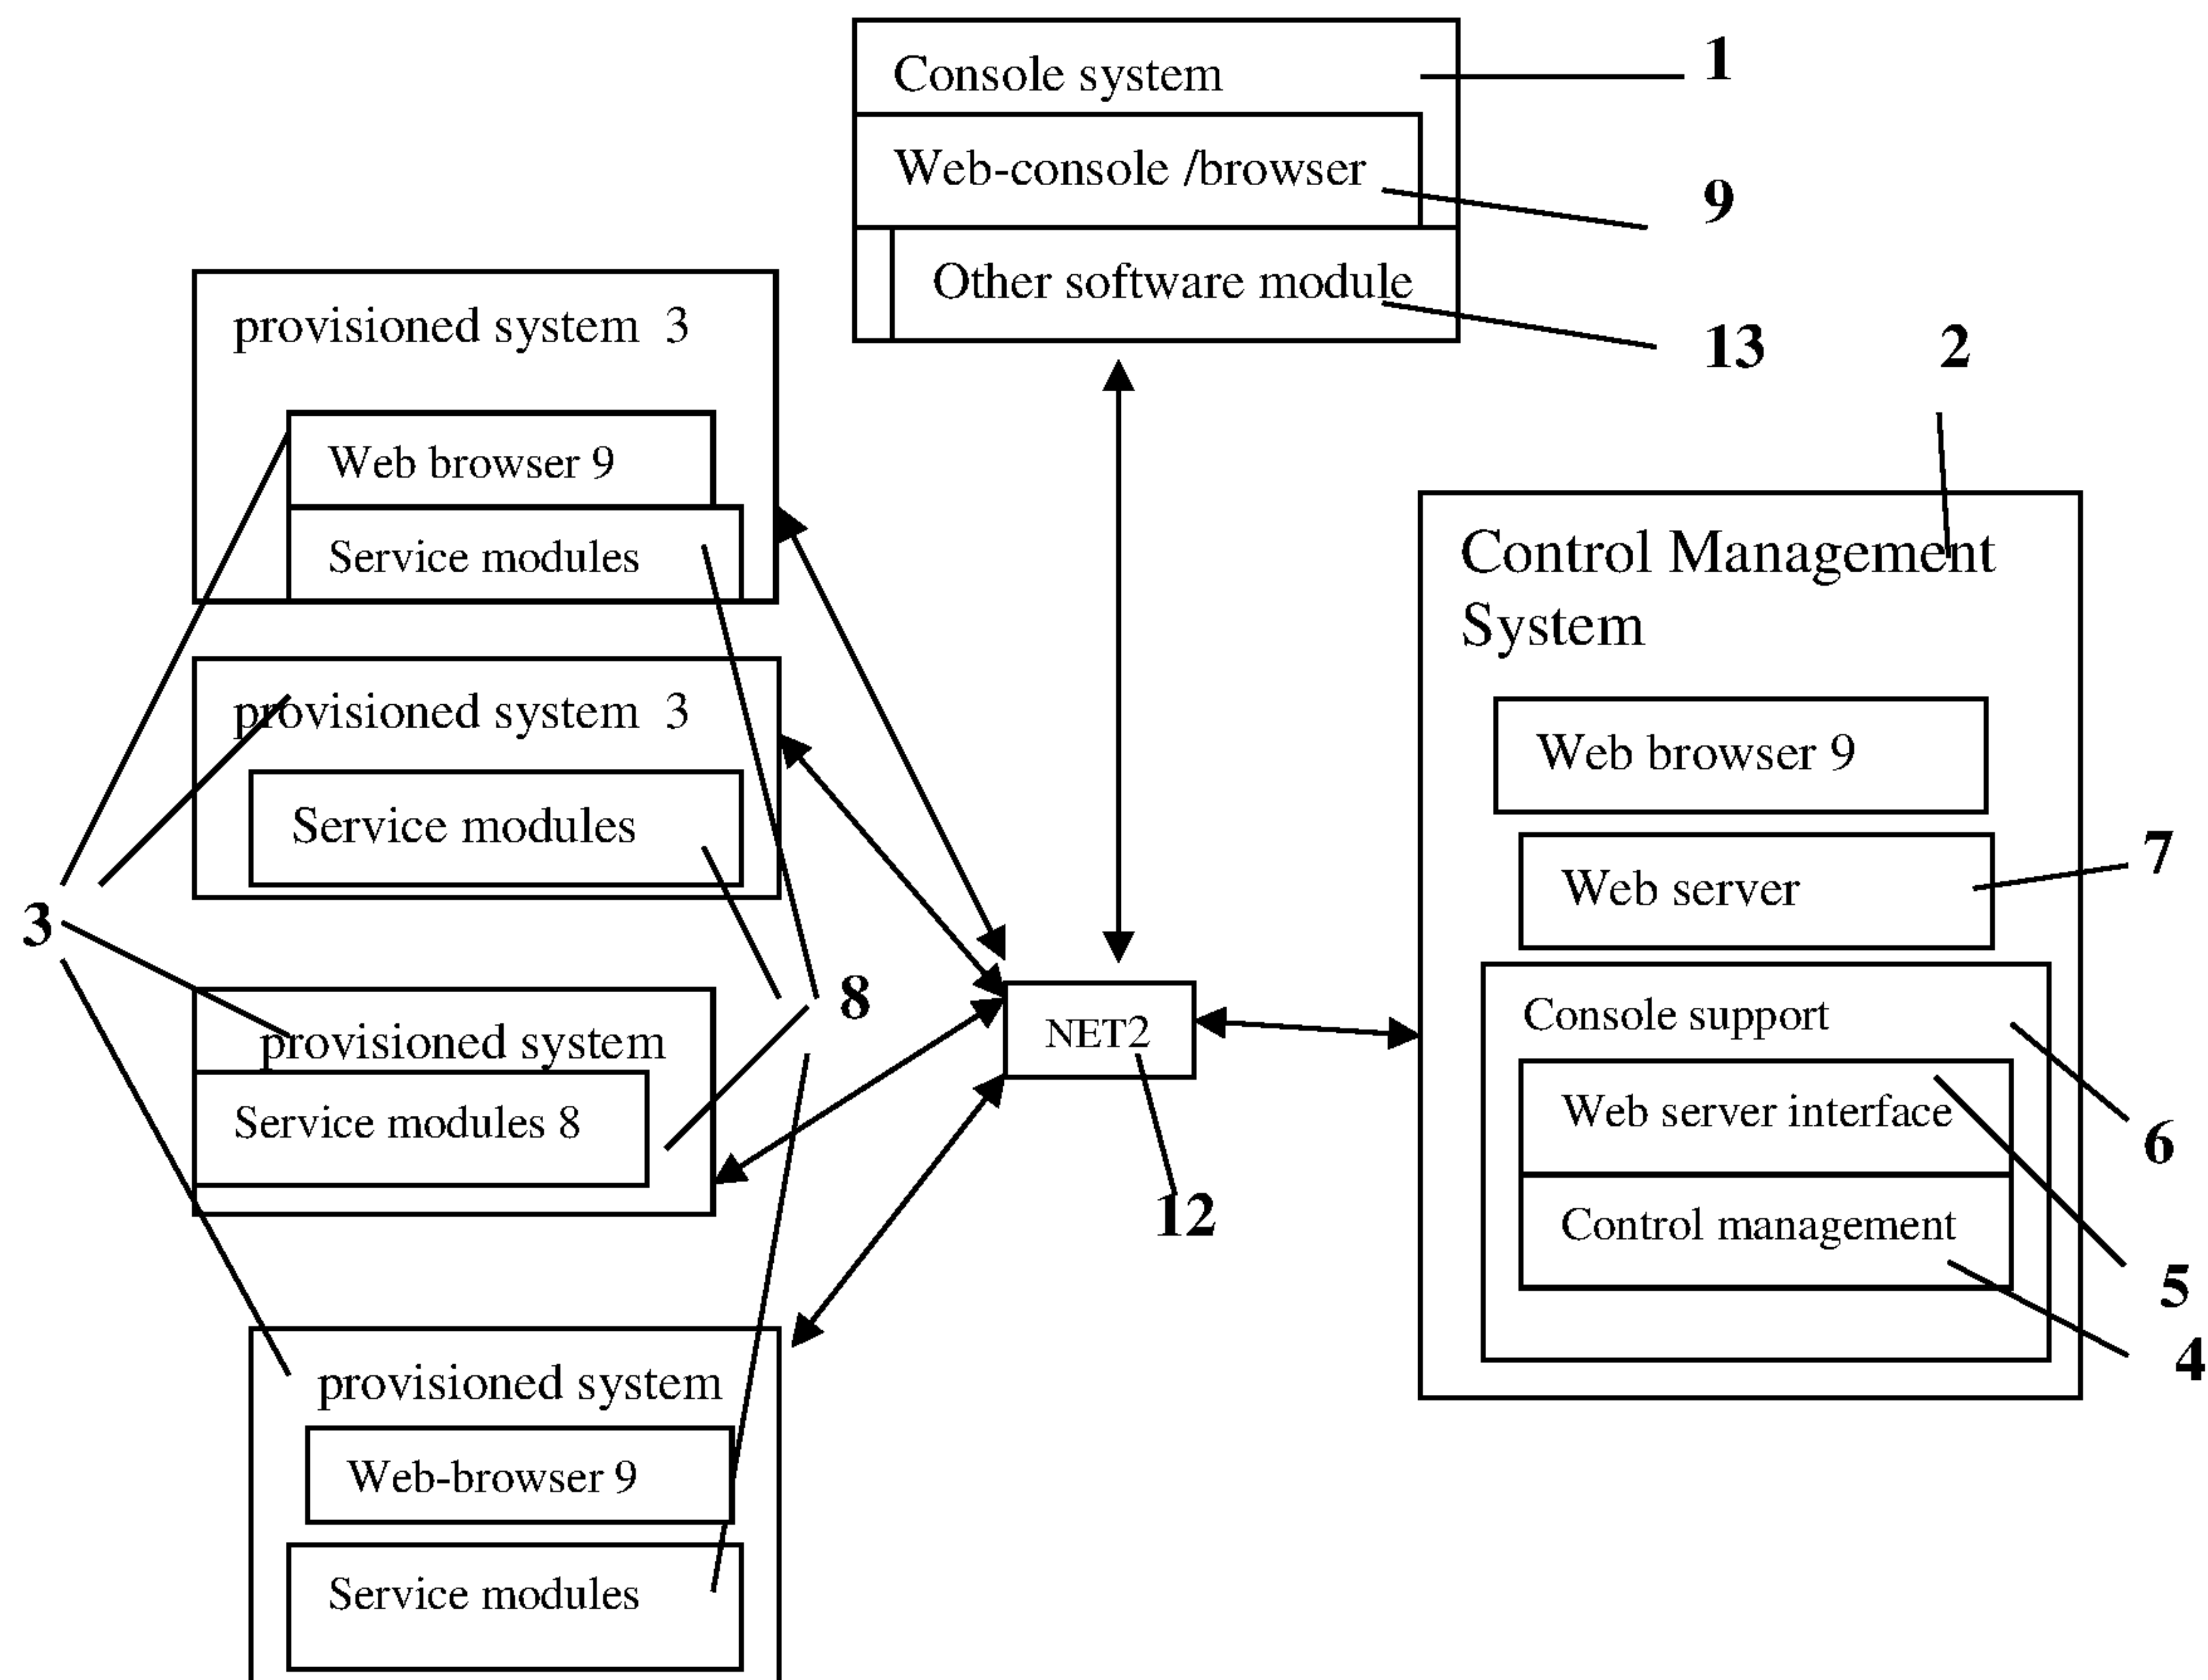 Console system
1
Web-console /browser
9
Other software module
13
2
provisioned system 3
Web browser 9
Service modules
provisioned system 3
Service modules
3
provisioned system
Service modules 8
8
provisioned system
Web-browser 9
Service modules
NET2
12
Control Management
System
Web browser 9
Web server
7
Console support
6
Web server interface
5
Control management
4